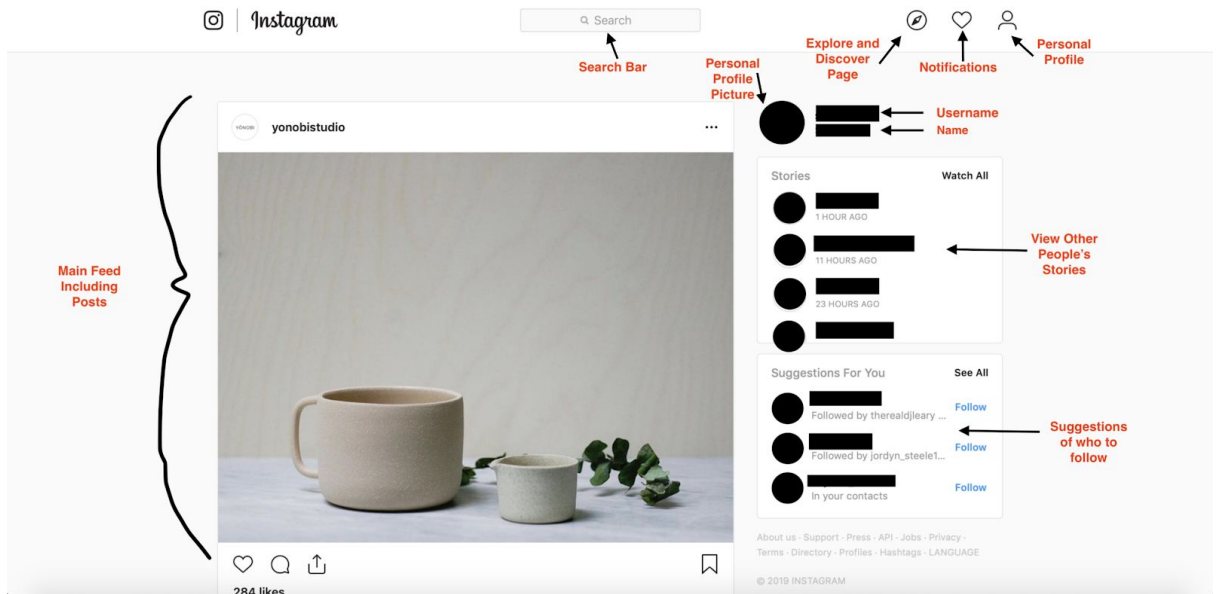 Instagram
Search
Search Bar
Explore and
Discover
Page
Notifications
Personal
Profile
Personal
Profile
Picture
Username
Name
YONOBI
yonobistudio
Main Feed
Including
Posts
Stories
Watch All
1 HOUR AGO
11 HOURS AGO
23 HOURS AGO
View Other
People's
Stories
Suggestions For You
See All
Followed by therealdjleary ...
Follow
Followed by jordyn_steele1...
Follow
In your contacts
Follow
Suggestions
of who to
follow
About us · Support · Press · API · Jobs · Privacy ·
Terms · Directory · Profiles · Hashtags · LANGUAGE
© 2019 INSTAGRAM
284 likes